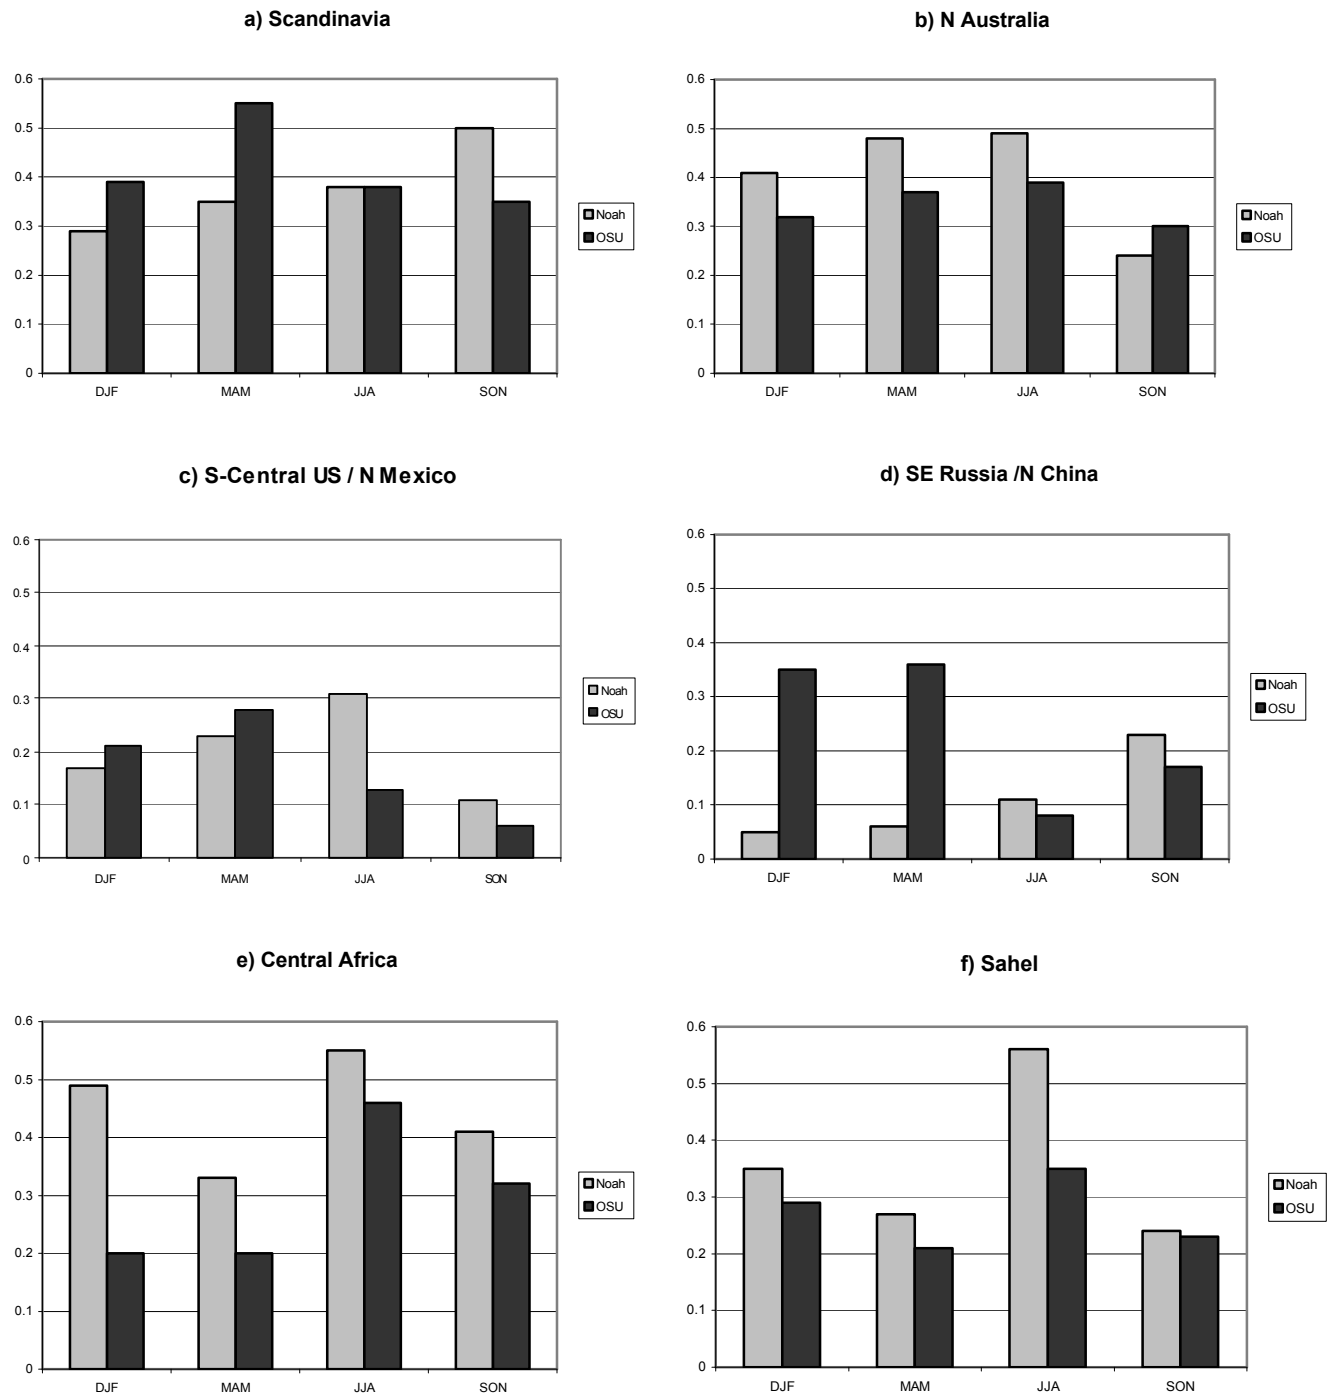 a) Scandinavia
0.6
0.5
0.4
0.3
0.2
0.1
0
DJF MAM JJA SON
Noah
OSU
b) N Australia
0.6
0.5
0.4
0.3
0.2
0.1
0
DJF MAM JJA SON
Noah
OSU
c) S-Central US / N Mexico
0.6
0.5
0.4
0.3
0.2
0.1
0
DJF MAM JJA SON
Noah
OSU
d) SE Russia /N China
0.6
0.5
0.4
0.3
0.2
0.1
0
DJF MAM JJA SON
Noah
OSU
e) Central Africa
0.6
0.5
0.4
0.3
0.2
0.1
0
DJF MAM JJA SON
Noah
OSU
f) Sahel
0.6
0.5
0.4
0.3
0.2
0.1
0
DJF MAM JJA SON
Noah
OSU